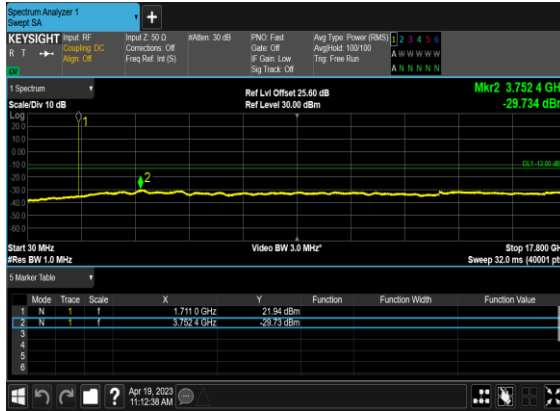 Spectrum Analyzer 1
Swept SA
+
KEYSIGHT Input: RF Input Z: 50 Ω #Atten: 30 dB PNO: Fast Avg Type: Power (RMS) 1 2 3 4 5 6
R T Coupling: DC Corrections: Off Gate: Off Avg|Hold: 100/100 A W W W W W
Align: Off Freq Ref: Int (S) IF Gain: Low Trig: Free Run
Sig Track: Off A N N N N N
LU
1 Spectrum Ref Lvl Offset 25.60 dB Mkr2 3.752 4 GH
Scale/Div 10 dB Ref Level 30.00 dBm -29.734 dBr
Log
20.0
10.0
0.00
-10.0
-20.0
-30.0
-40.0
-50.0
-60.0
1
2
DL1 -13.00 dB
Start 30 MHz Video BW 3.0 MHz* Stop 17.800 GH
#Res BW 1.0 MHz Sweep 32.0 ms (40001 pt
5 Marker Table
Mode Trace Scale X Y Function Function Width Function Value
1 N 1 f 1.711 0 GHz 21.94 dBm
2 N 1 f 3.752 4 GHz -29.73 dBm
3
4
5
6
?
Apr 19, 2023
11:12:38 AM